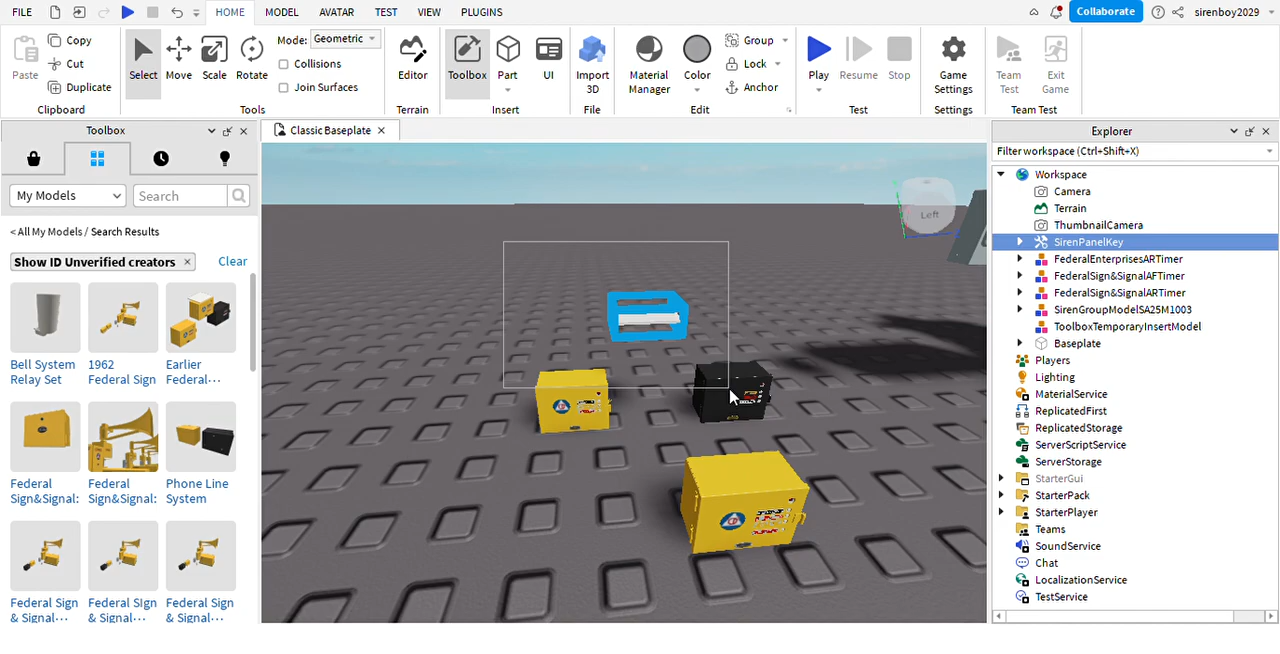 FILE HOME MODEL AVATAR TEST VIEW PLUGINS Collaborate sirenboy2029
Paste Copy Cut Duplicate Select Move Scale Rotate Mode: Geometric Collisions Join Surfaces Editor Toolbox Part UI Import 3D Material Manager Color Group Lock Anchor Play Resume Stop Game Settings Team Test Exit Game
Clipboard Tools Terrain Insert File Edit Test Settings Team Test
Toolbox
My Models Search
< All My Models / Search Results
Show ID Unverified creators Clear
Bell System Relay Set
1962 Federal Sign
Earlier Federal···
Federal Sign&Signal:
Federal Sign&Signal:
Phone Line System
Federal Sign & Signal···
Federal SIgn & Signal···
Federal Sign & Signal···
Classic Baseplate
Left
Explorer
Filter workspace (Ctrl+Shift+X)
Workspace
Camera
Terrain
ThumbnailCamera
SirenPanelKey
FederalEnterprisesARTimer
FederalSign&SignalAFTimer
FederalSign&SignalARTimer
SirenGroupModelSA25M1003
ToolboxTemporaryInsertModel
Baseplate
Players
Lighting
MaterialService
ReplicatedFirst
ReplicatedStorage
ServerScriptService
ServerStorage
StarterGui
StarterPack
StarterPlayer
Teams
SoundService
Chat
LocalizationService
TestService